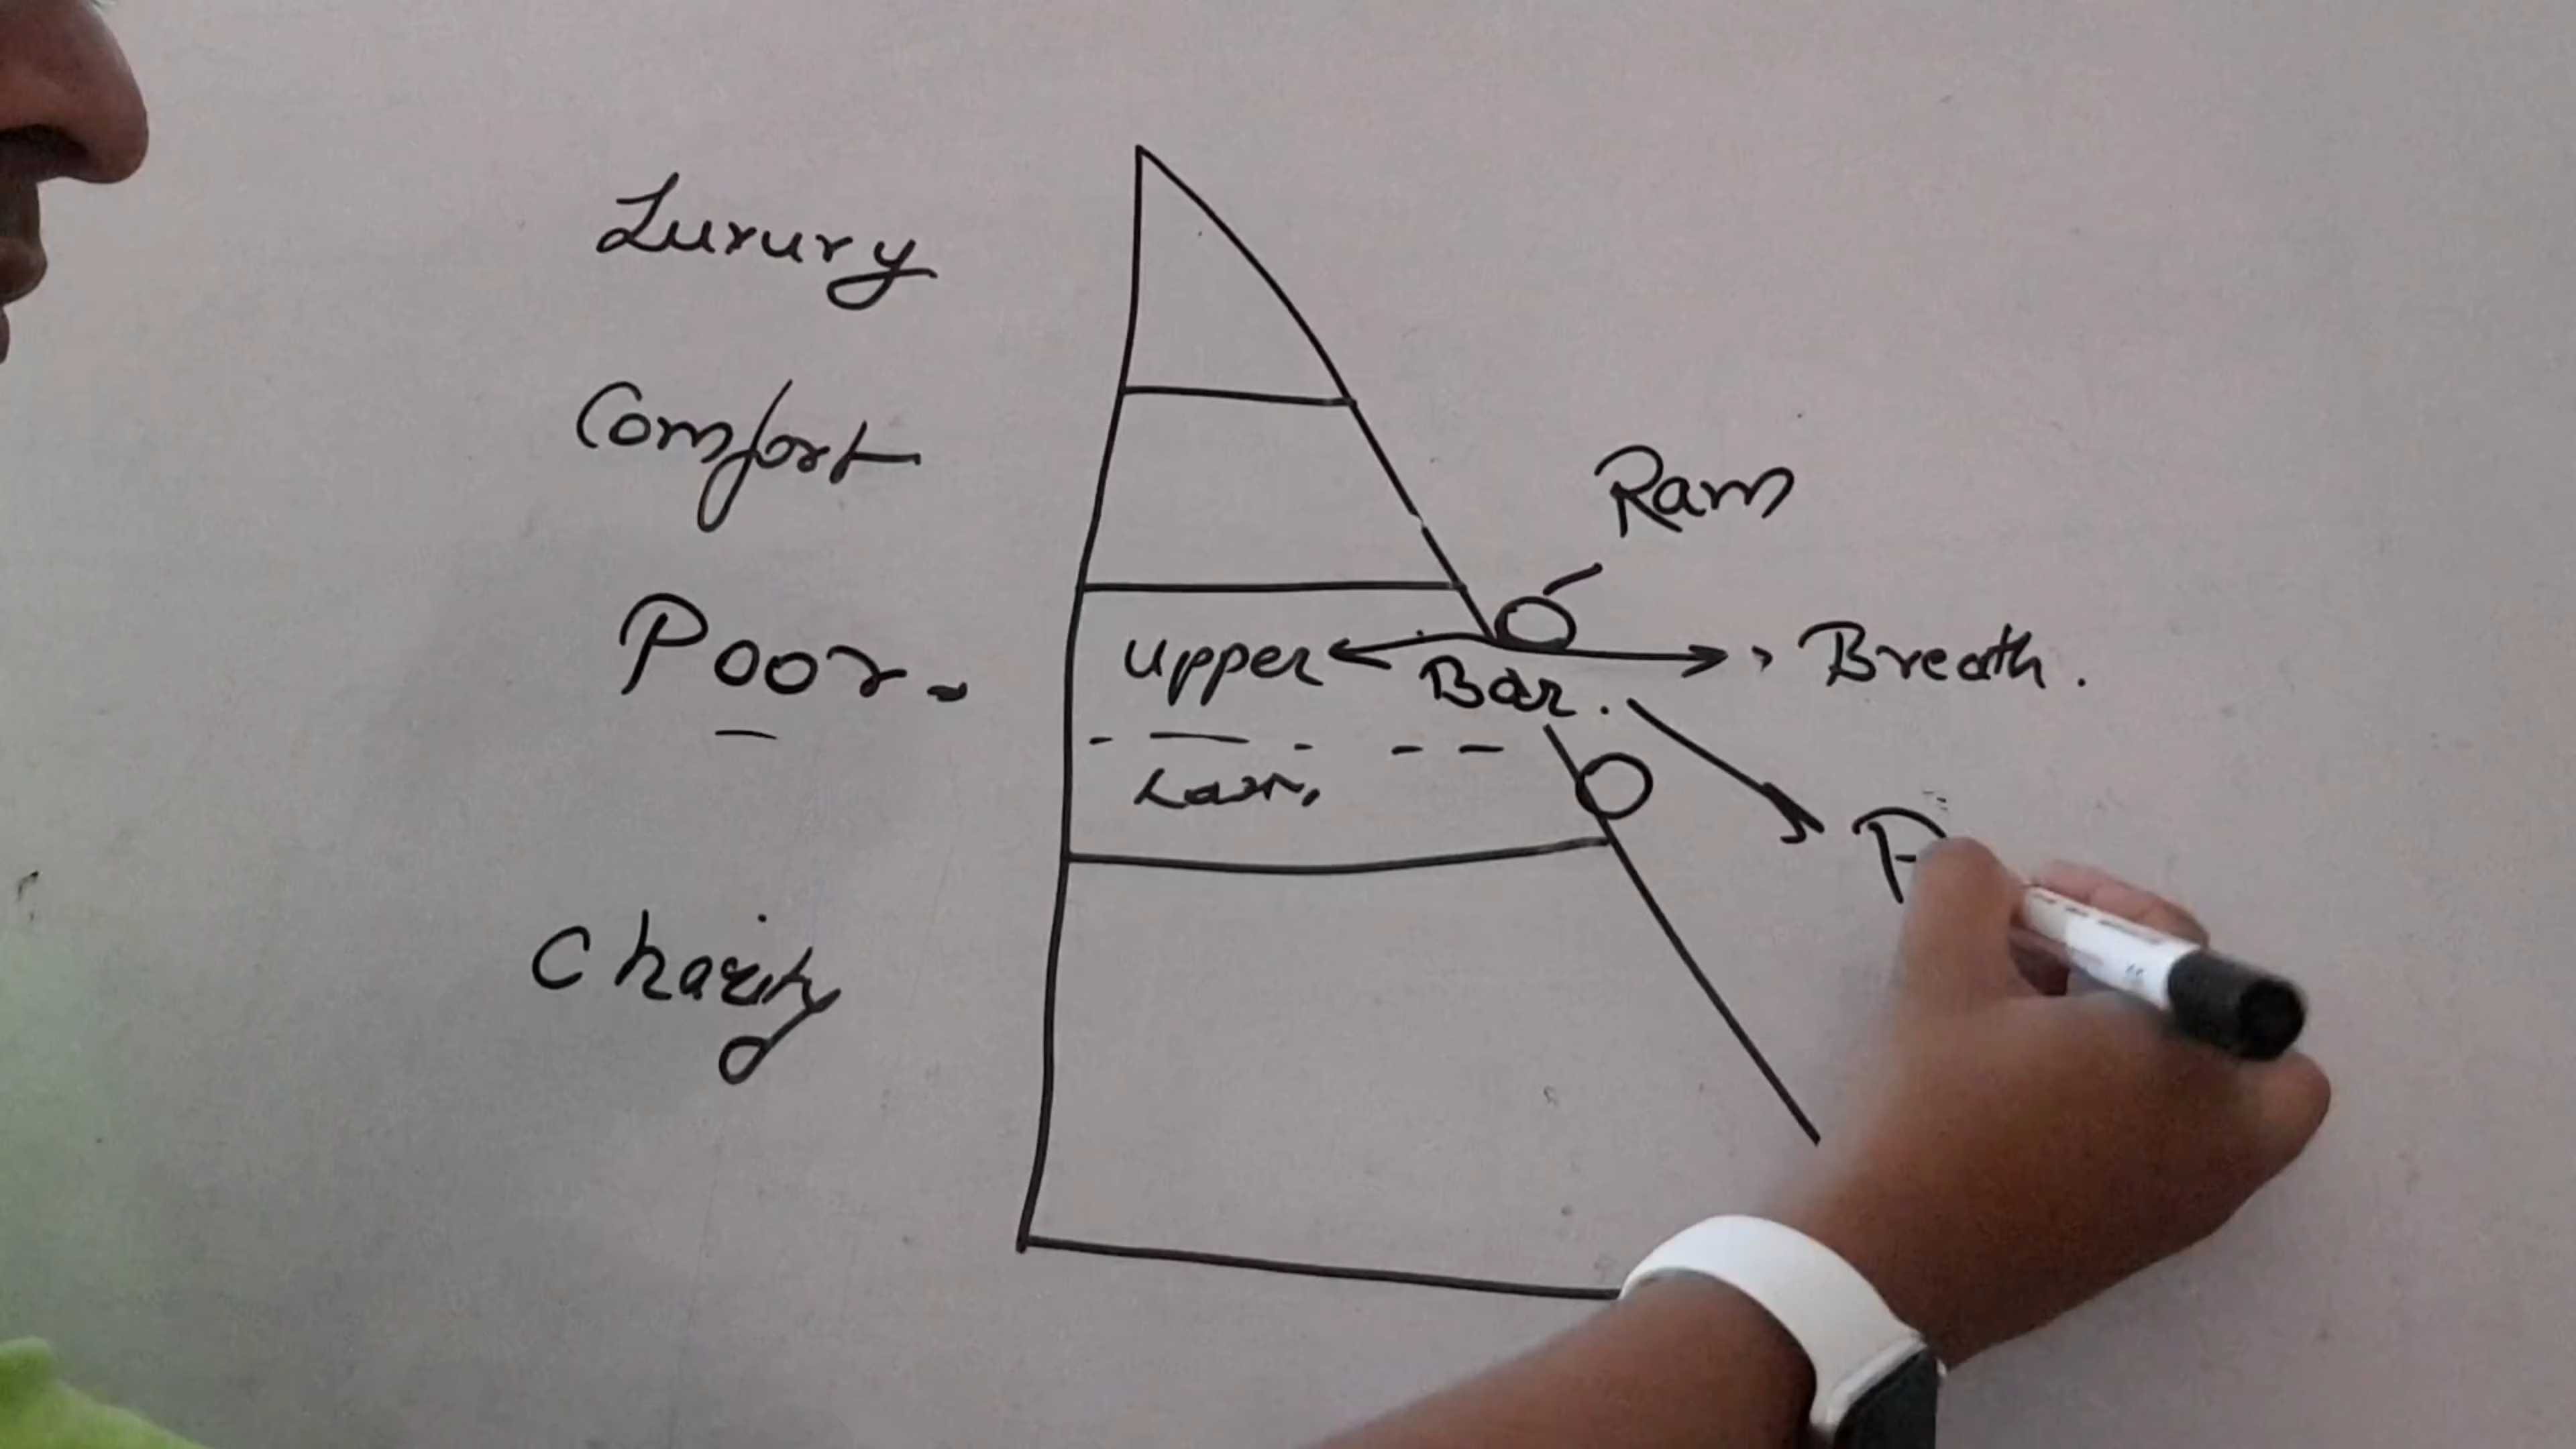 Luxury
Comfort
Ram
Poor.
upper
Bar.
Breath.
Charity